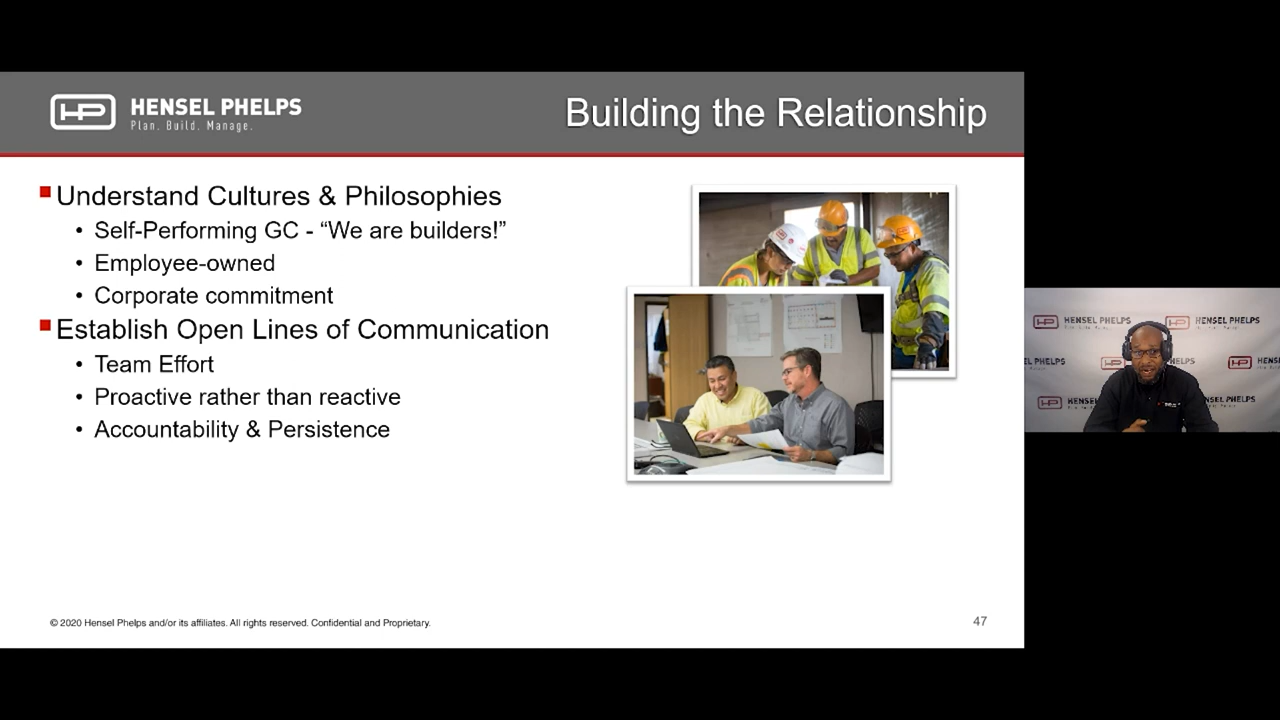 HENSEL PHELPS
Plan. Build. Manage.
Building the Relationship
Understand Cultures & Philosophies
• Self-Performing GC - “We are builders!”
• Employee-owned
• Corporate commitment
Establish Open Lines of Communication
• Team Effort
• Proactive rather than reactive
• Accountability & Persistence
© 2020 Hensel Phelps and/or its affiliates. All rights reserved. Confidential and Proprietary.
47
HENSEL PHELPS
HENSEL PHELPS